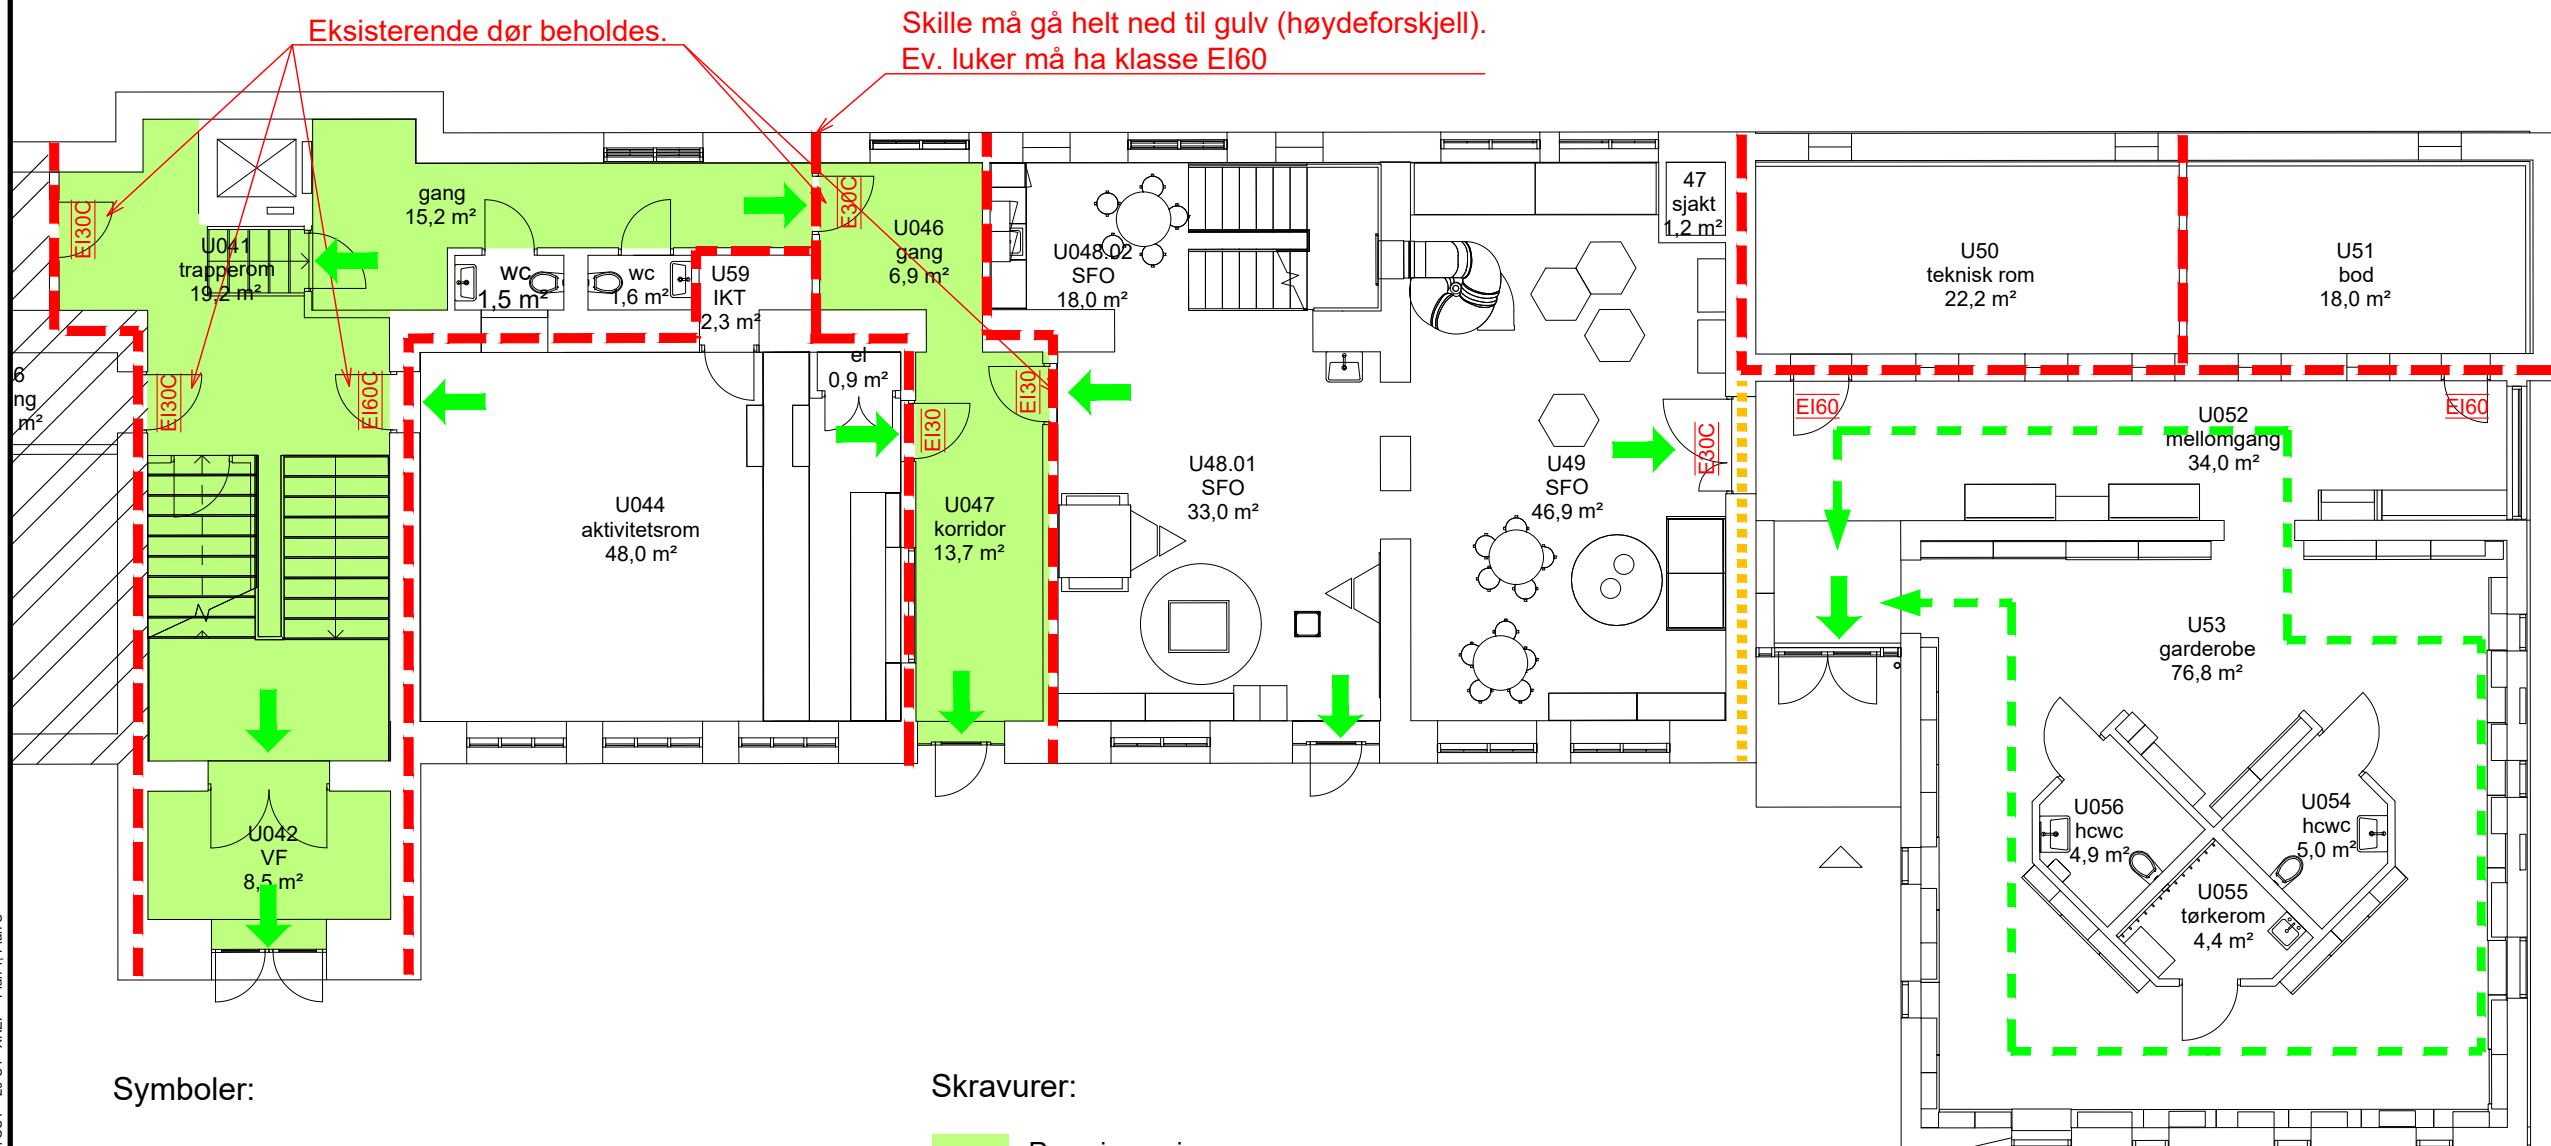 Eksisterende dør beholdes.
Skille må gå helt ned til gulv (høydeforskjell).
Ev. luker må ha klasse EI60
gang
15,2 m²
EI30C
U041
trapperom
19,2 m²
wc
1,5 m²
wc
1,6 m²
U59
IKT
2,3 m²
E30C
U046
gang
6,9 m²
U048.02
SFO
18,0 m²
47
sjakt
1,2 m²
U50
teknisk rom
22,2 m²
U51
bod
18,0 m²
6
ng
m²
EI30C
EI60C
el
0,9 m²
EI30
EI30
E30C
EI60
EI60
U052
mellomgang
34,0 m²
U044
aktivitetsrom
48,0 m²
U047
korridor
13,7 m²
U48.01
SFO
33,0 m²
U49
SFO
46,9 m²
U53
garderobe
76,8 m²
U042
VF
8,5 m²
U056
hcwc
4,9 m²
U054
hcwc
5,0 m²
U055
tørkerom
4,4 m²
Symboler:
Skravurer: